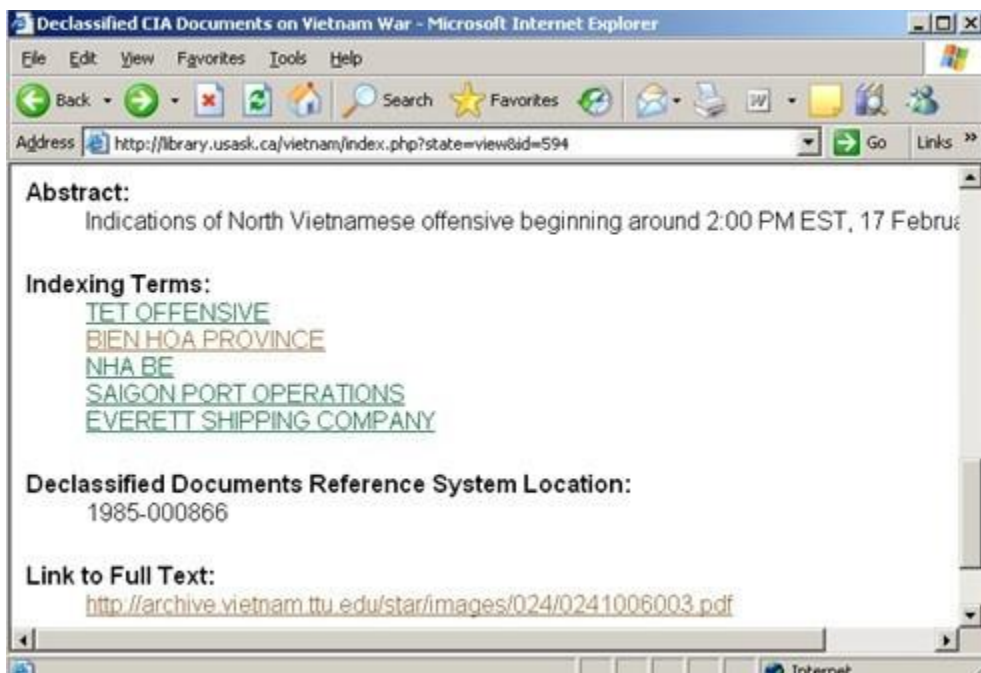 Declassified CIA Documents on Vietnam War - Microsoft Internet Explorer
File Edit View Favorites Tools Help
Back Search Favorites W
Address http://library.usask.ca/vietnam/index.php?state=view&id=594 Go Links »
Abstract:
Indications of North Vietnamese offensive beginning around 2:00 PM EST, 17 Februa
Indexing Terms:
TET OFFENSIVE
BIEN HOA PROVINCE
NHA BE
SAIGON PORT OPERATIONS
EVERETT SHIPPING COMPANY
Declassified Documents Reference System Location:
1985-000866
Link to Full Text:
http://archive.vietnam.ttu.edu/star/images/024/0241006003.pdf
Internet